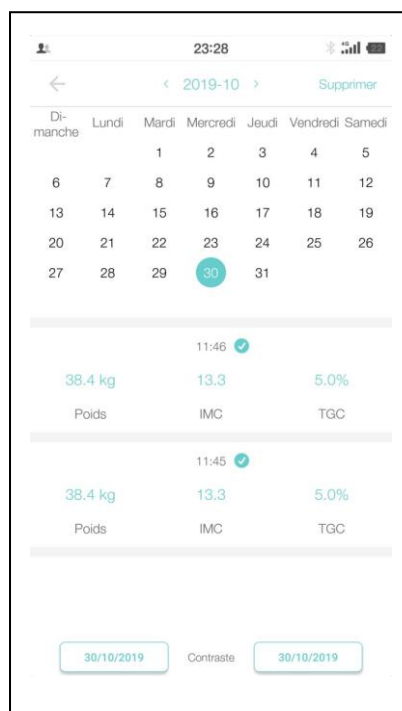 23:28
4G 22
2019-10 Supprimer
Di- Lundi Mardi Mercredi Jeudi Vendredi Samedi
manche
1 2 3 4 5
6 7 8 9 10 11 12
13 14 15 16 17 18 19
20 21 22 23 24 25 26
27 28 29 30 31
11:46
38.4 kg 13.3 5.0%
Poids IMC TGC
11:45
38.4 kg 13.3 5.0%
Poids IMC TGC
30/10/2019 Contraste 30/10/2019